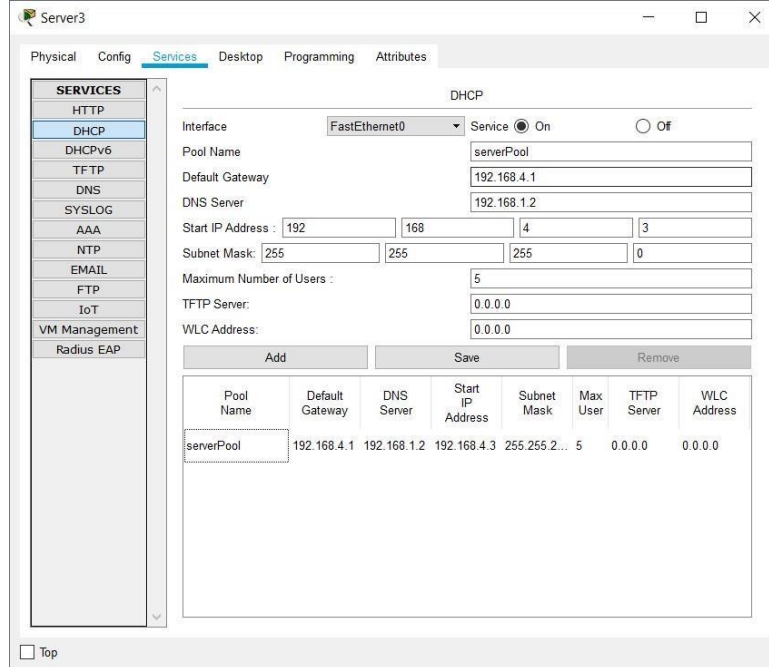 Server3
Physical Config Services Desktop Programming Attributes
SERVICES
HTTP
DHCP
DHCPv6
TFTP
DNS
SYSLOG
AAA
NTP
EMAIL
FTP
IoT
VM Management
Radius EAP
DHCP
Interface FastEthernet0 Service On Off
Pool Name serverPool
Default Gateway 192.168.4.1
DNS Server 192.168.1.2
Start IP Address : 192 168 4 3
Subnet Mask: 255 255 255 0
Maximum Number of Users : 5
TFTP Server: 0.0.0.0
WLC Address: 0.0.0.0
Add Save Remove
Pool Name Default Gateway DNS Server Start IP Address Subnet Mask Max User TFTP Server WLC Address
serverPool 192.168.4.1 192.168.1.2 192.168.4.3 255.255.2... 5 0.0.0.0 0.0.0.0
Top